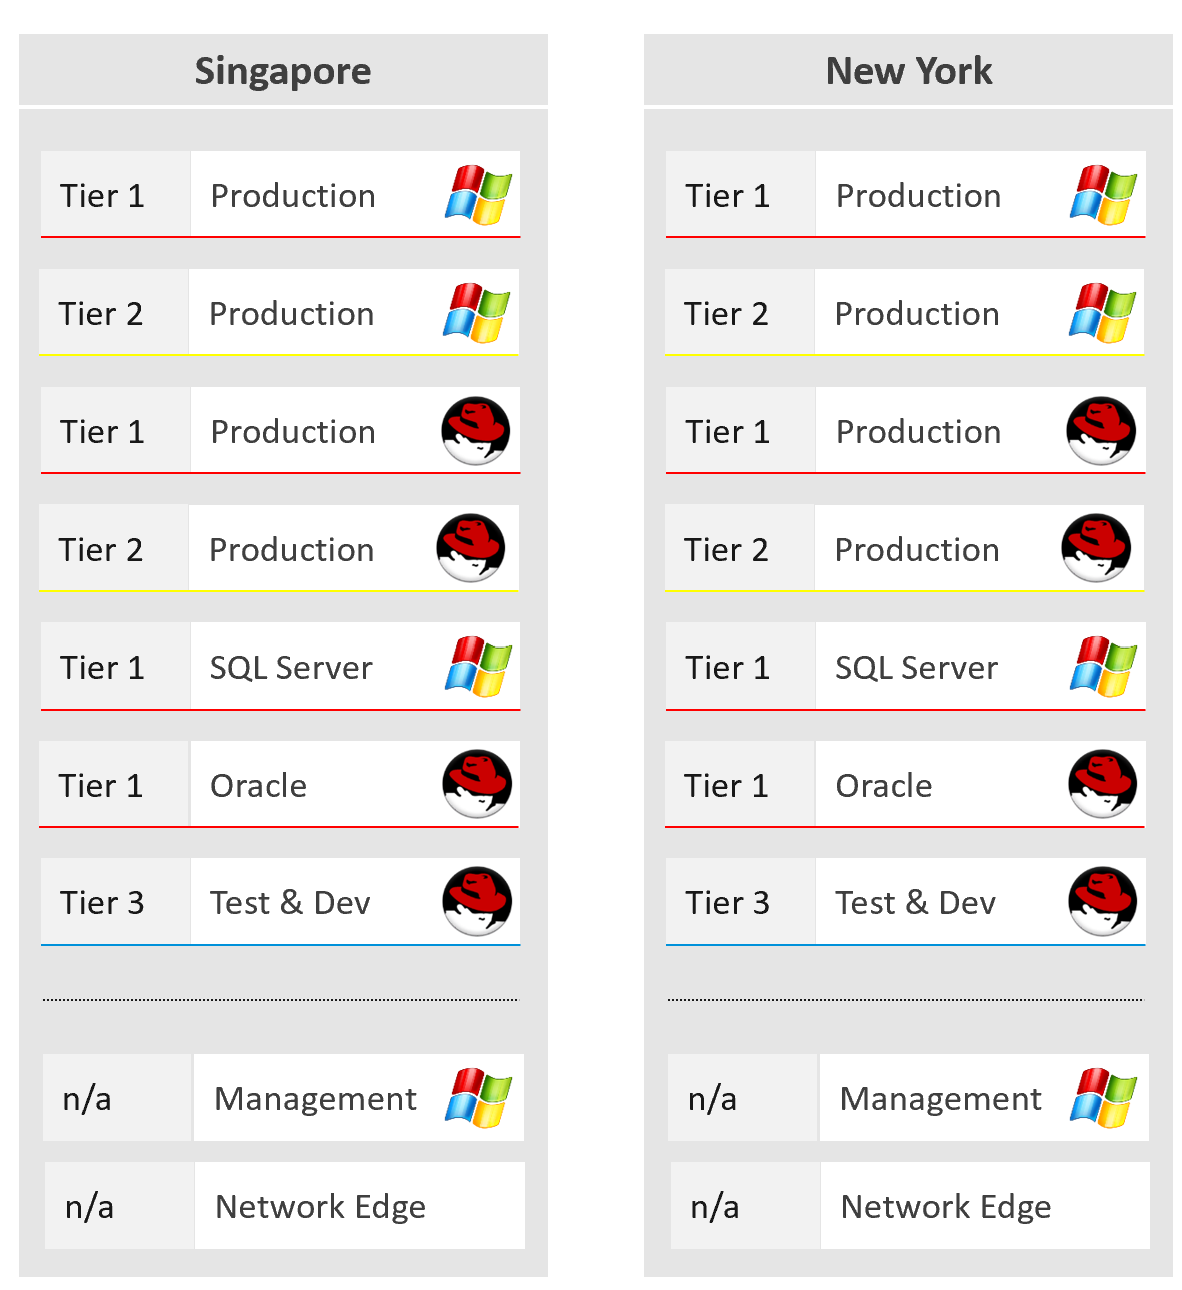 Singapore
Tier 1 Production
Tier 2 Production
Tier 1 Production
Tier 2 Production
Tier 1 SQL Server
Tier 1 Oracle
Tier 3 Test & Dev
n/a Management
n/a Network Edge
New York
Tier 1 Production
Tier 2 Production
Tier 1 Production
Tier 2 Production
Tier 1 SQL Server
Tier 1 Oracle
Tier 3 Test & Dev
n/a Management
n/a Network Edge